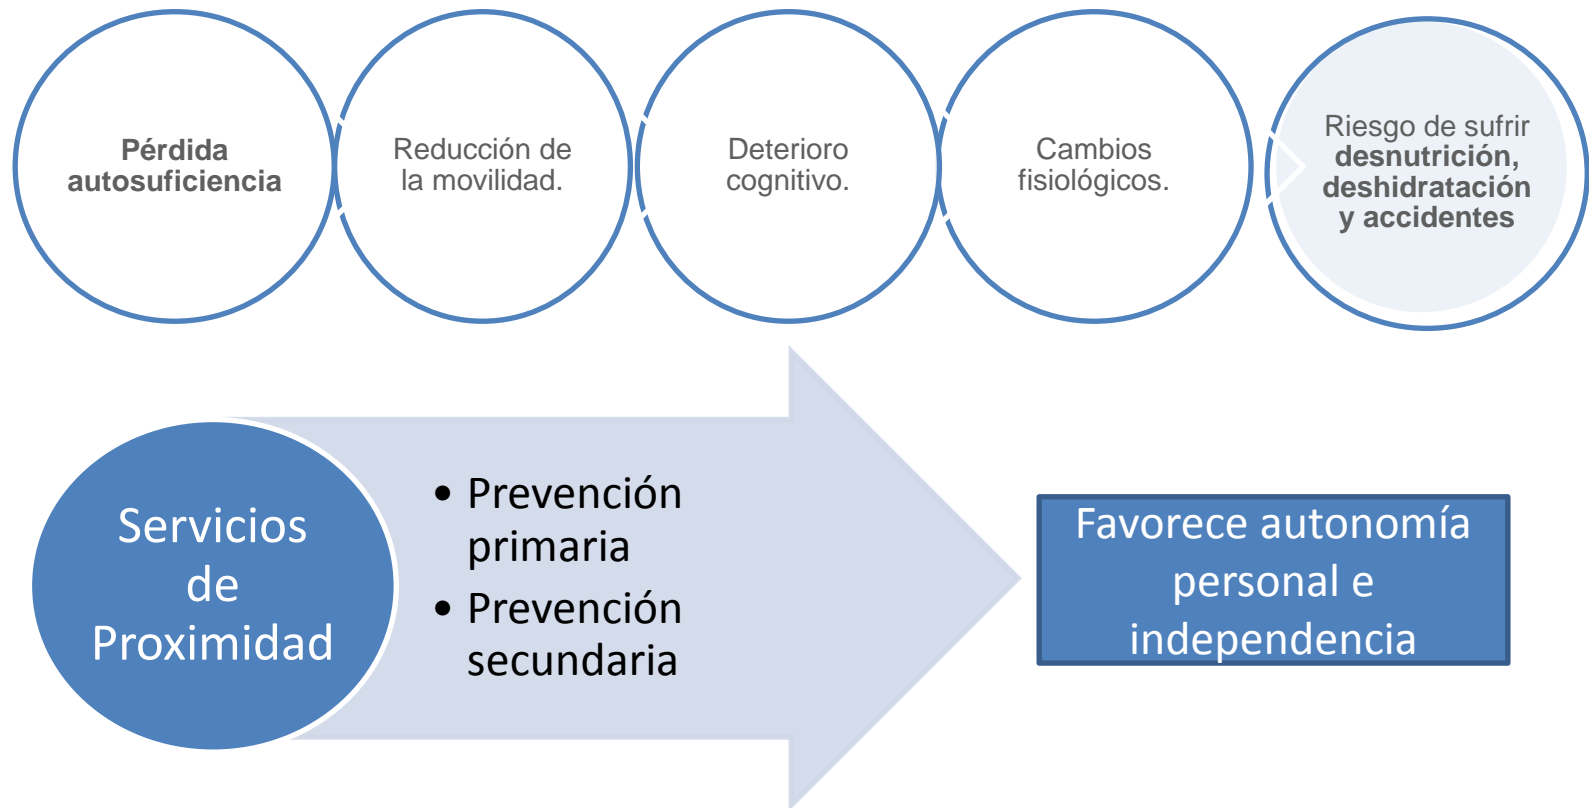 Pérdida
autosuficiencia
Reducción de
la movilidad.
Deterioro
cognitivo.
Cambios
fisiológicos.
Riesgo de sufrir
desnutrición,
deshidratación
y accidentes
Servicios
de
Proximidad
• Prevención
primaria
• Prevención
secundaria
Favorece autonomía
personal e
independencia